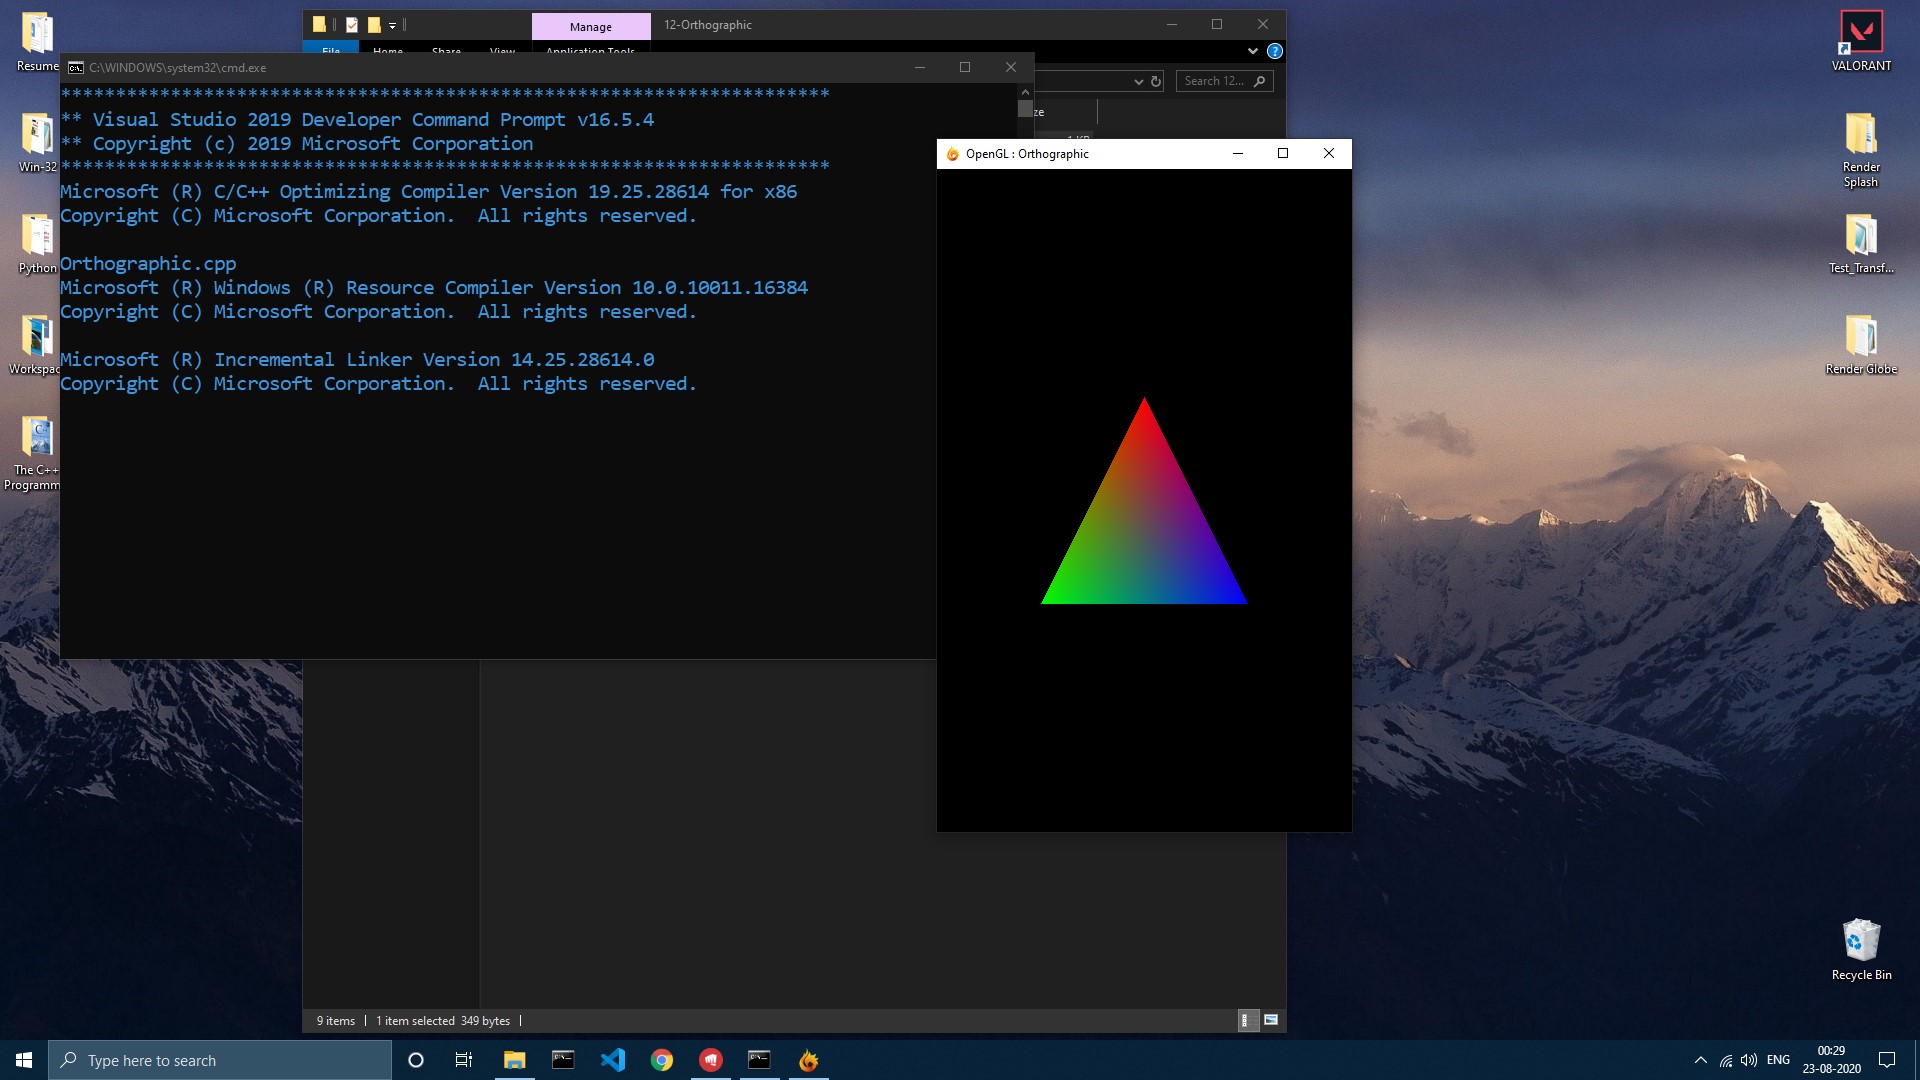 Resume
Win-32
Python
Workspac
The C++
Programm
Manage
12-Orthographic
File
Home
Share
View
Application Tools
Search 12...
ze
1 KB
C:\WINDOWS\system32\cmd.exe
**********************************************************************
** Visual Studio 2019 Developer Command Prompt v16.5.4
** Copyright (c) 2019 Microsoft Corporation
**********************************************************************
Microsoft (R) C/C++ Optimizing Compiler Version 19.25.28614 for x86
Copyright (C) Microsoft Corporation.  All rights reserved.
Orthographic.cpp
Microsoft (R) Windows (R) Resource Compiler Version 10.0.10011.16384
Copyright (C) Microsoft Corporation.  All rights reserved.
Microsoft (R) Incremental Linker Version 14.25.28614.0
Copyright (C) Microsoft Corporation.  All rights reserved.
OpenGL : Orthographic
VALORANT
Render
Splash
Test_Transf...
Render Globe
Recycle Bin
9 items
1 item selected  349 bytes
Type here to search
ENG
00:29
23-08-2020